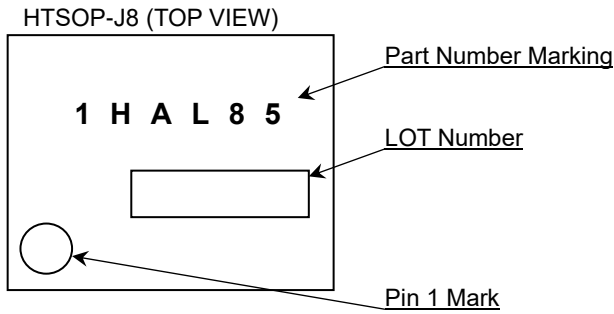 HTSOP-J8 (TOP VIEW)
Part Number Marking
1 H A L 8 5
LOT Number
Pin 1 Mark